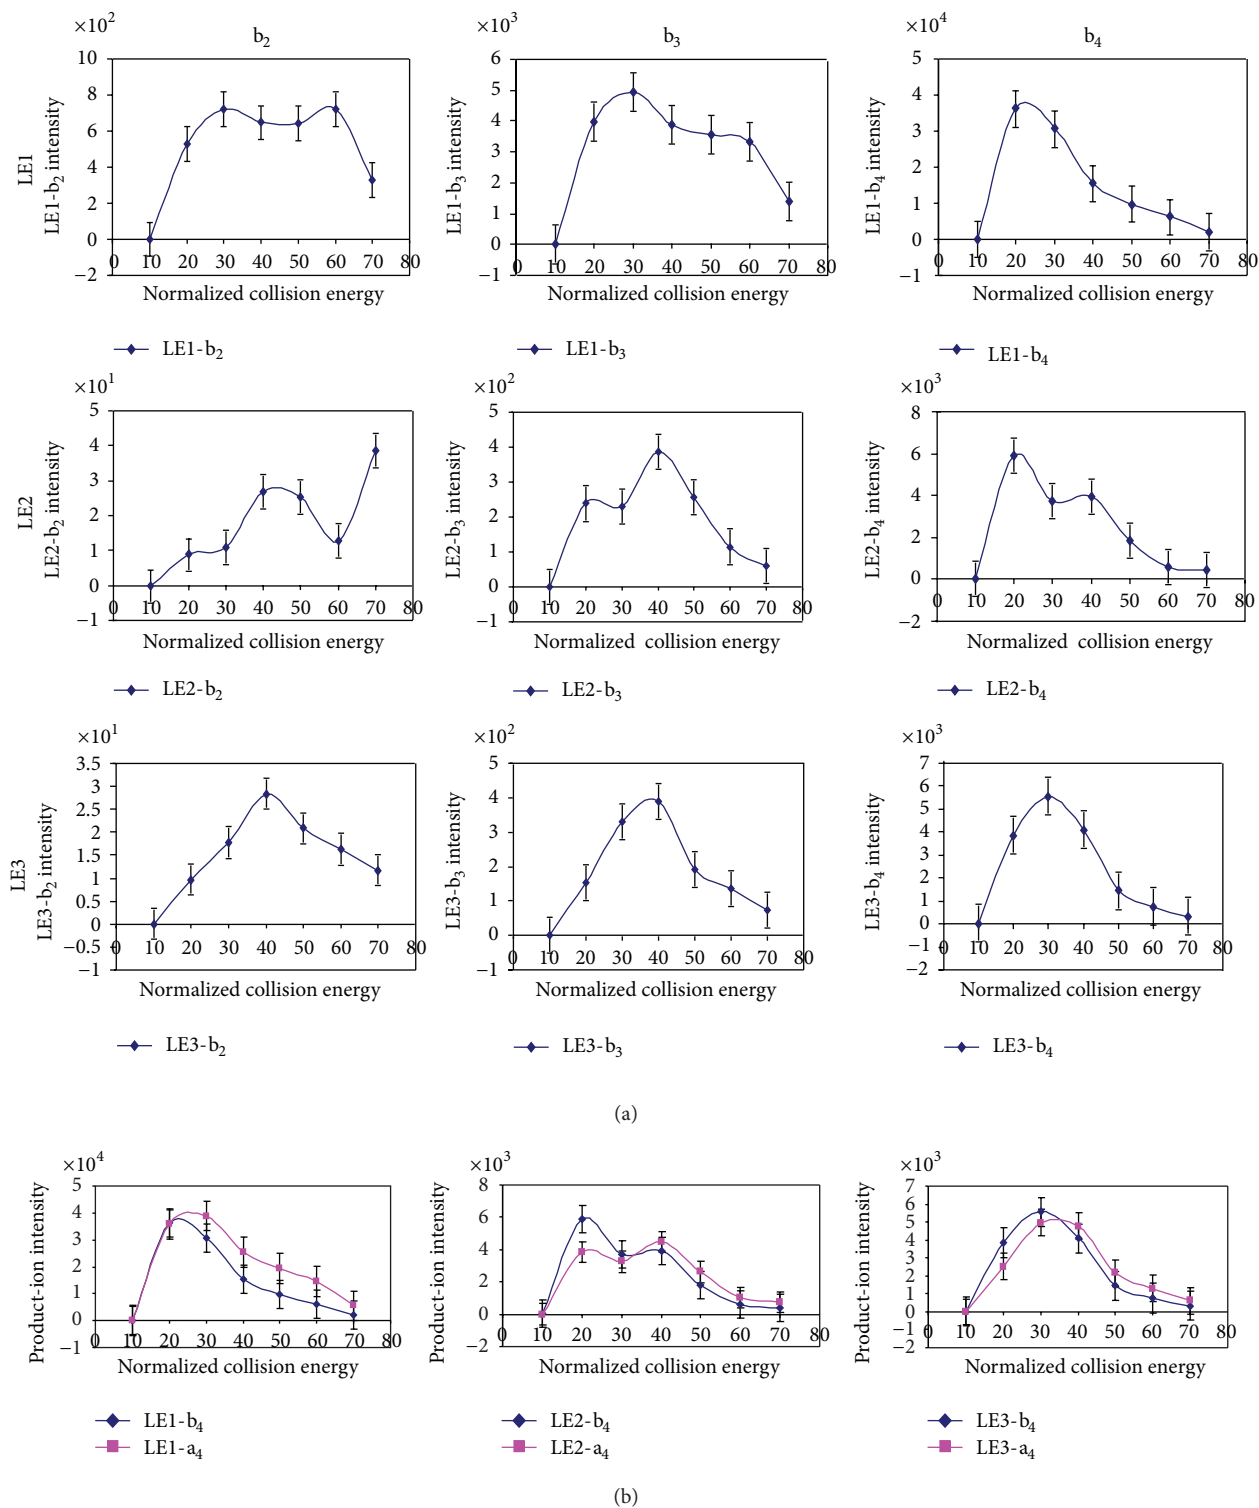 b2 b3 b4
×10² ×10³ ×10⁴
10 8 6 4 2 0 −2
LE1
LE1-b2 intensity
0 10 20 30 40 50 60 70 80
Normalized collision energy
LE1-b2
6 5 4 3 2 1 0 −1
LE1-b3 intensity
0 10 20 30 40 50 60 70 80
Normalized collision energy
LE1-b3
5 4 3 2 1 0 −1
LE1-b4 intensity
0 10 20 30 40 50 60 70 80
Normalized collision energy
LE1-b4
×10¹
5 4 3 2 1 0 −1
LE2
LE2-b2 intensity
0 10 20 30 40 50 60 70 80
Normalized collision energy
LE2-b2
×10²
5 4 3 2 1 0 −1
LE2-b3 intensity
0 10 20 30 40 50 60 70 80
Normalized collision energy
LE2-b3
×10³
8 6 4 2 0 −2
LE2-b4 intensity
0 10 20 30 40 50 60 70 80
Normalized collision energy
LE2-b4
×10¹
3.5 3 2.5 2 1.5 1 0.5 0 −0.5 −1
LE3
LE3-b2 intensity
0 10 20 30 40 50 60 70 80
Normalized collision energy
LE3-b2
×10²
5 4 3 2 1 0 −1
LE3-b3 intensity
0 10 20 30 40 50 60 70 80
Normalized collision energy
LE3-b3
×10³
7 6 5 4 3 2 1 0 −1 −2
LE3-b4 intensity
0 10 20 30 40 50 60 70 80
Normalized collision energy
LE3-b4
(a)
×10⁴
5 4 3 2 1 0 −1
Product-ion intensity
0 10 20 30 40 50 60 70 80
Normalized collision energy
LE1-b4
LE1-a4
×10³
8 6 4 2 0 −2
Product-ion intensity
0 10 20 30 40 50 60 70 80
Normalized collision energy
LE2-b4
LE2-a4
×10³
7 6 5 4 3 2 1 0 −1 −2
Product-ion intensity
0 10 20 30 40 50 60 70 80
Normalized collision energy
LE3-b4
LE3-a4
(b)